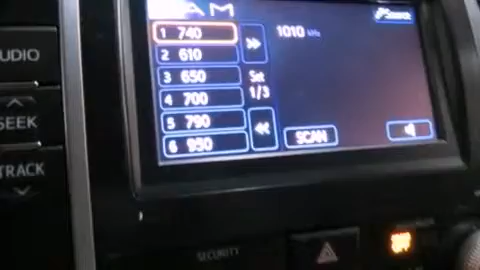 AM
Source
1 740
1010 kHz
2 610
3 650
Set
1/3
4 700
5 790
6 950
SCAN
AUDIO
SEEK
TRACK
SECURITY